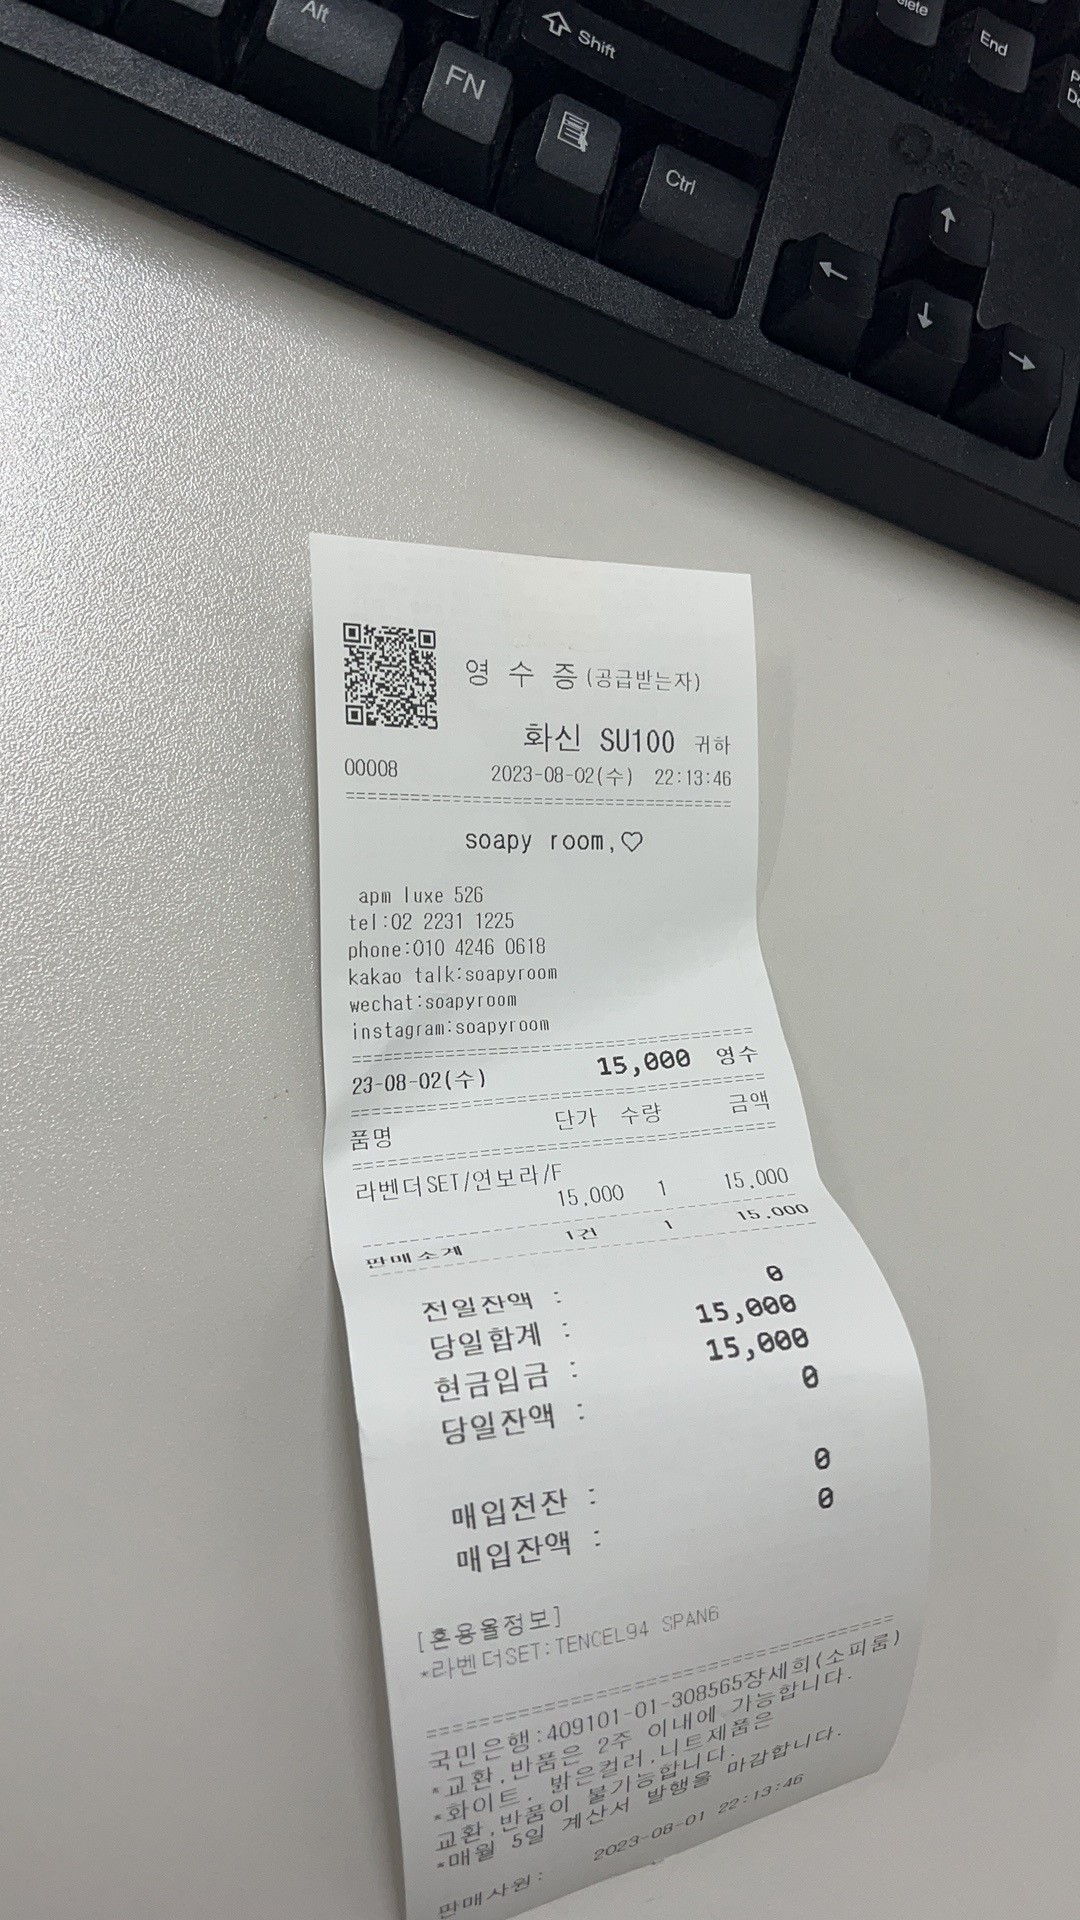 Alt
Shift
FN
Ctrl
End
영 수 증 (공급받는자)
화신 SU100 귀하
00008 2023-08-02(수) 22:13:46
soapy room,♡
apm luxe 526
tel:02 2231 1225
phone:010 4246 0618
kakao talk:soapyroom
wechat:soapyroom
instagram:soapyroom
23-08-02(수) 15,000 영수
품명 단가 수량 금액
라벤더SET/연보라/F
15,000 1 15,000
판매소계 1건 1 15,000
전일잔액 : 0
당일합계 : 15,000
현금입금 : 15,000
당일잔액 : 0
매입전잔 : 0
매입잔액 : 0
[혼용율정보]
*라벤더SET:TENCEL94 SPAN6
국민은행:409101-01-308565장세희(소피룸)
*교환,반품은 2주 이내에 가능합니다.
*화이트, 밝은컬러,니트제품은
교환,반품이 불가능합니다.
*매월 5일 계산서 발행을 마감합니다.
2023-08-01 22:13:46
판매사원: